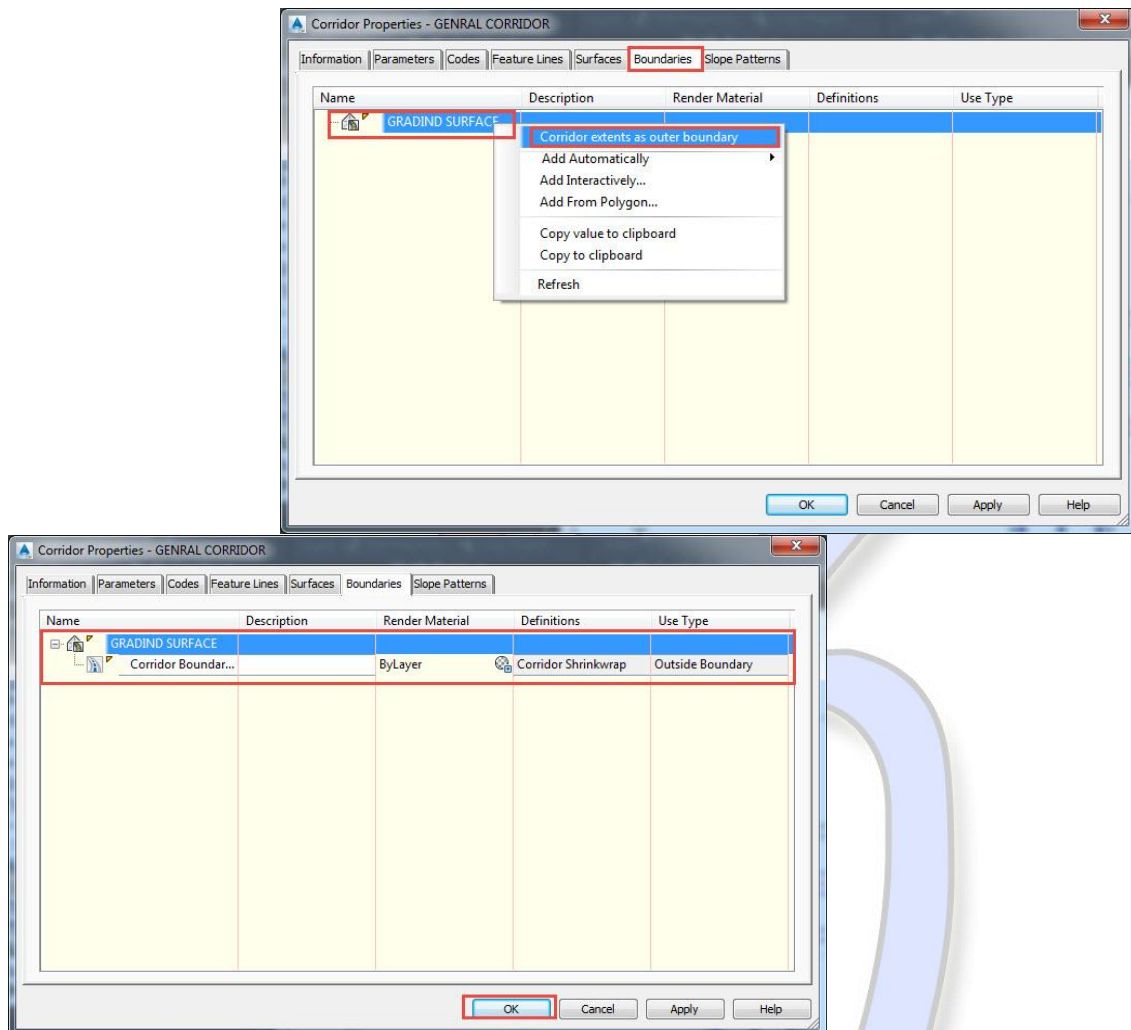 Corridor Properties - GENRAL CORRIDOR
Information Parameters Codes Feature Lines Surfaces Boundaries Slope Patterns
Name Description Render Material Definitions Use Type
GRADIND SURFACE
Corridor extents as outer boundary
Add Automatically
Add Interactively...
Add From Polygon...
Copy value to clipboard
Copy to clipboard
Refresh
OK Cancel Apply Help
Corridor Properties - GENRAL CORRIDOR
Information Parameters Codes Feature Lines Surfaces Boundaries Slope Patterns
Name Description Render Material Definitions Use Type
GRADIND SURFACE
Corridor Boundar... ByLayer Corridor Shrinkwrap Outside Boundary
OK Cancel Apply Help